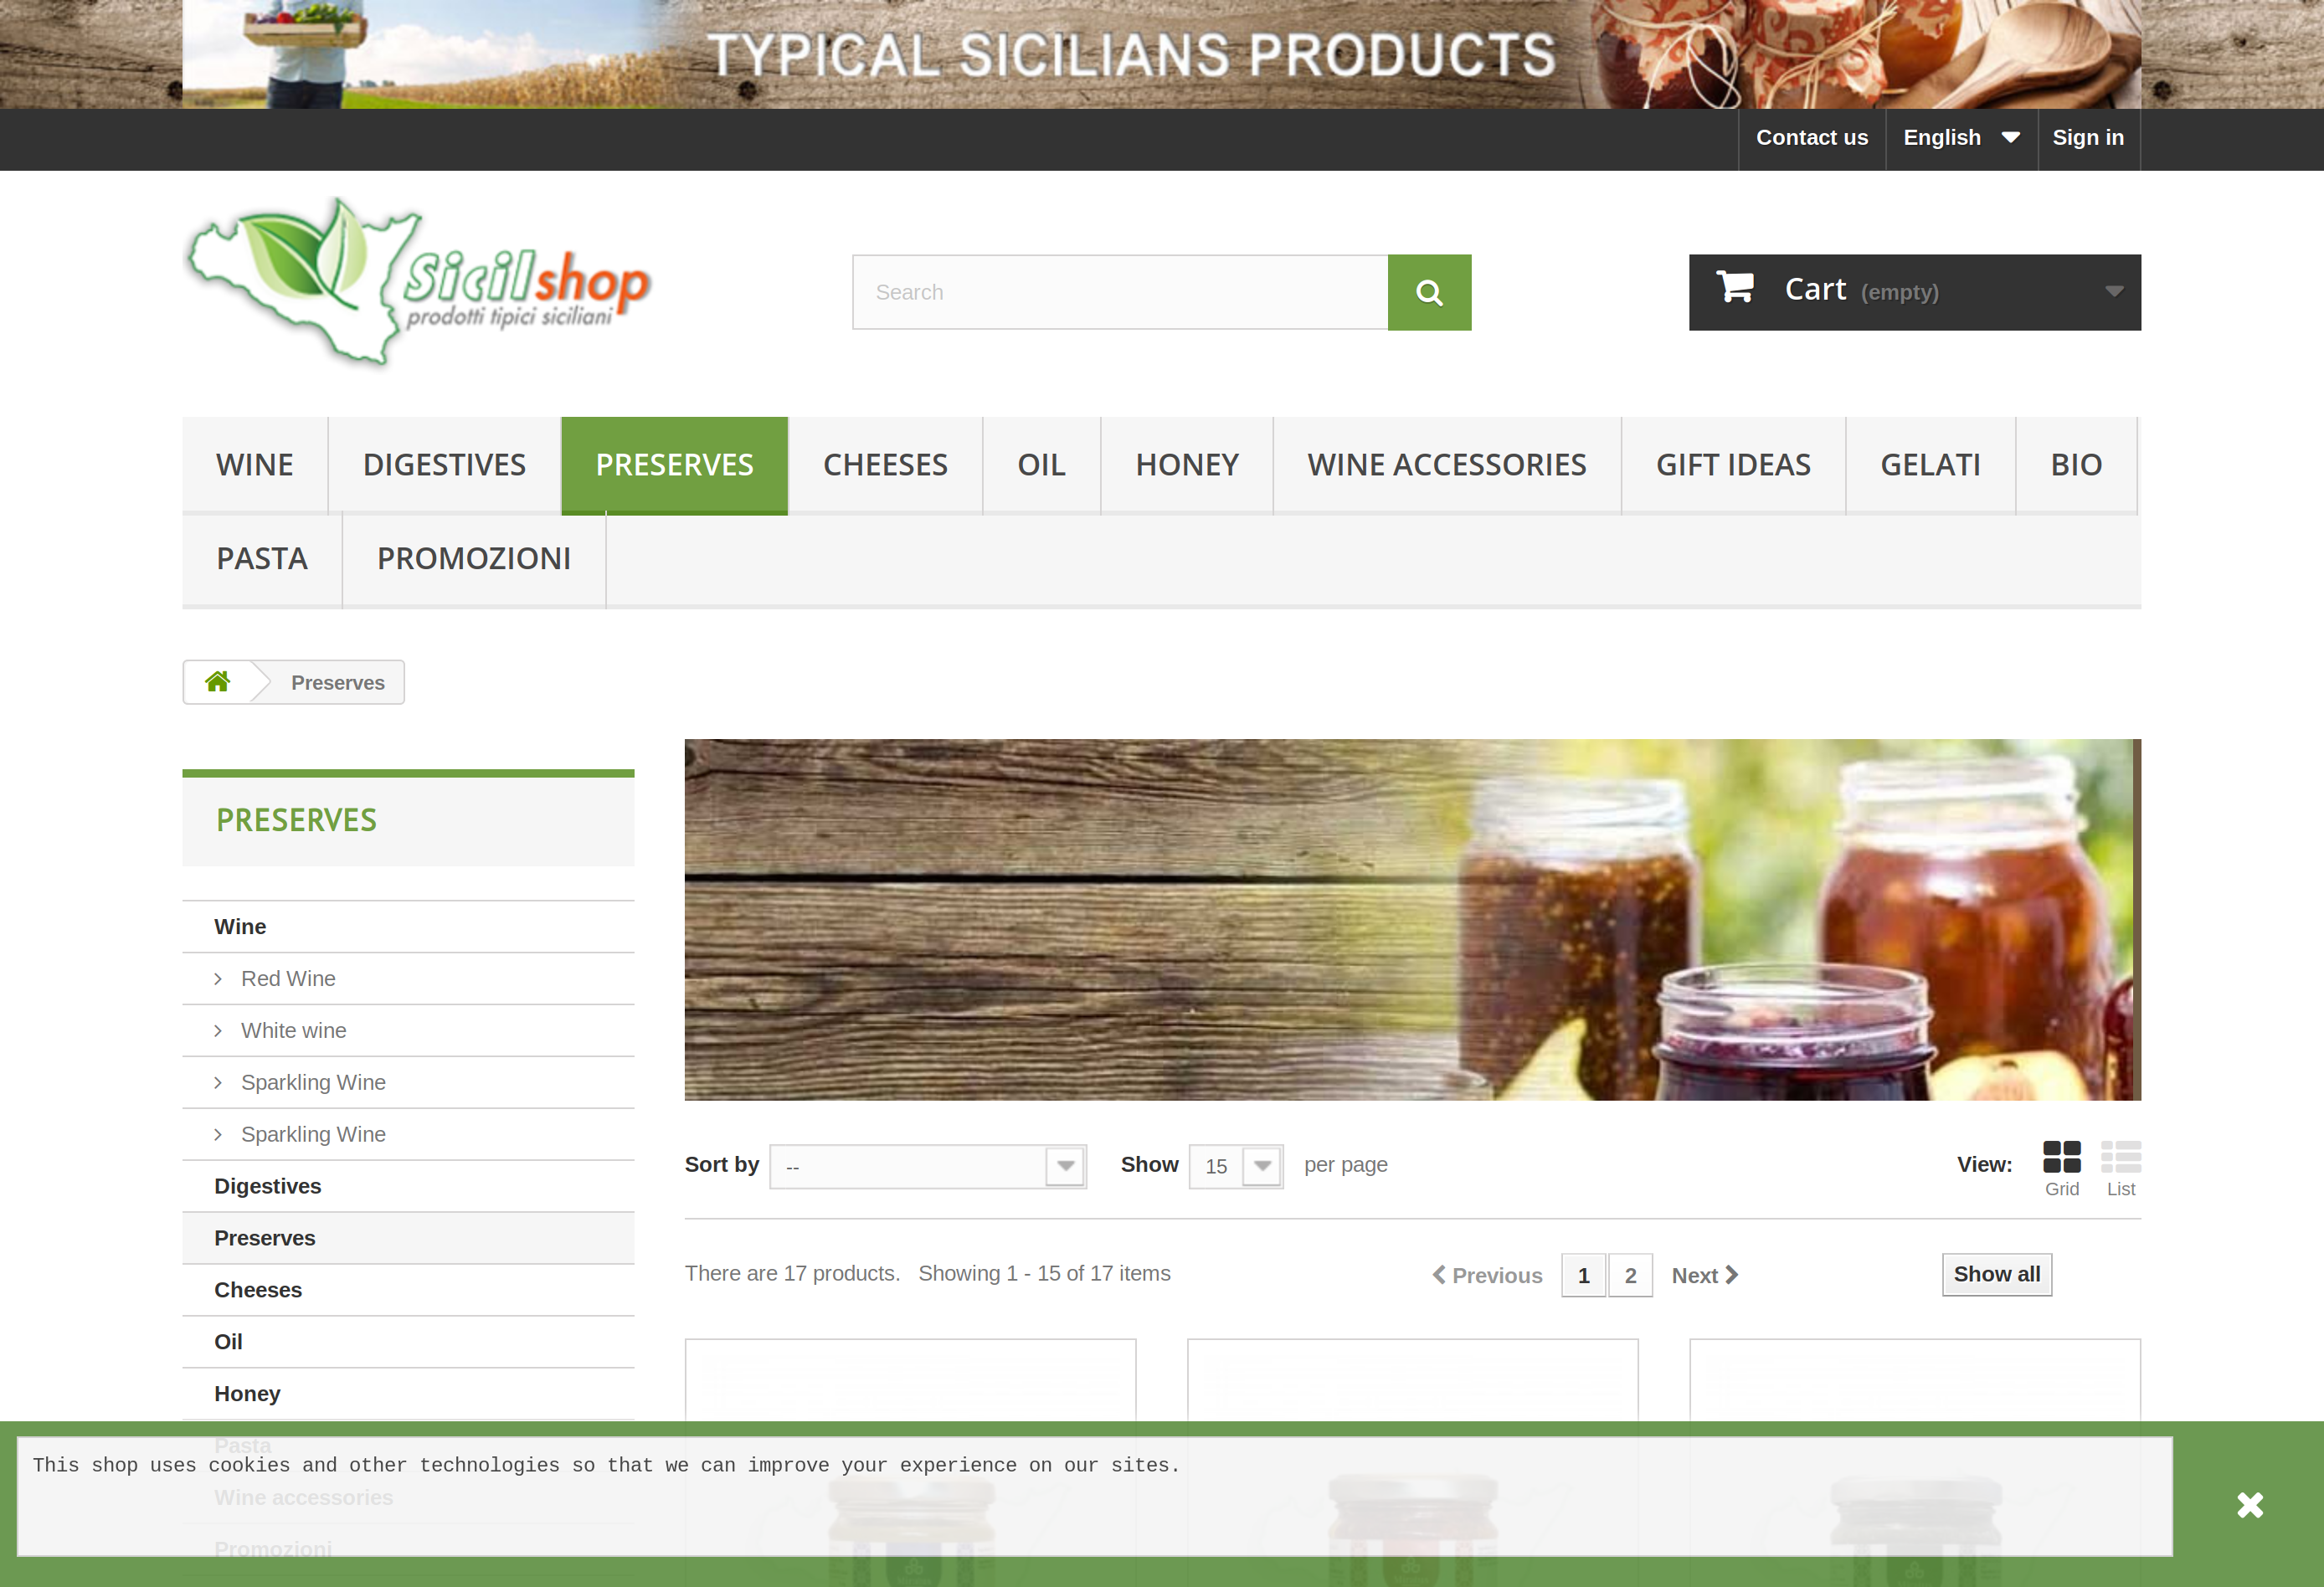 TYPICAL SICILIANS PRODUCTS
Contact us English Sign in
Sicilshop
prodotti tipici siciliani
Search
Cart (empty)
WINE DIGESTIVES PRESERVES CHEESES OIL HONEY WINE ACCESSORIES GIFT IDEAS GELATI BIO
PASTA PROMOZIONI
Preserves
PRESERVES
Wine
Red Wine
White wine
Sparkling Wine
Sparkling Wine
Digestives
Preserves
Cheeses
Oil
Honey
Pasta
Wine accessories
Promozioni
Sort by -- Show 15 per page View: Grid List
There are 17 products. Showing 1 - 15 of 17 items Previous 1 2 Next Show all
This shop uses cookies and other technologies so that we can improve your experience on our sites.